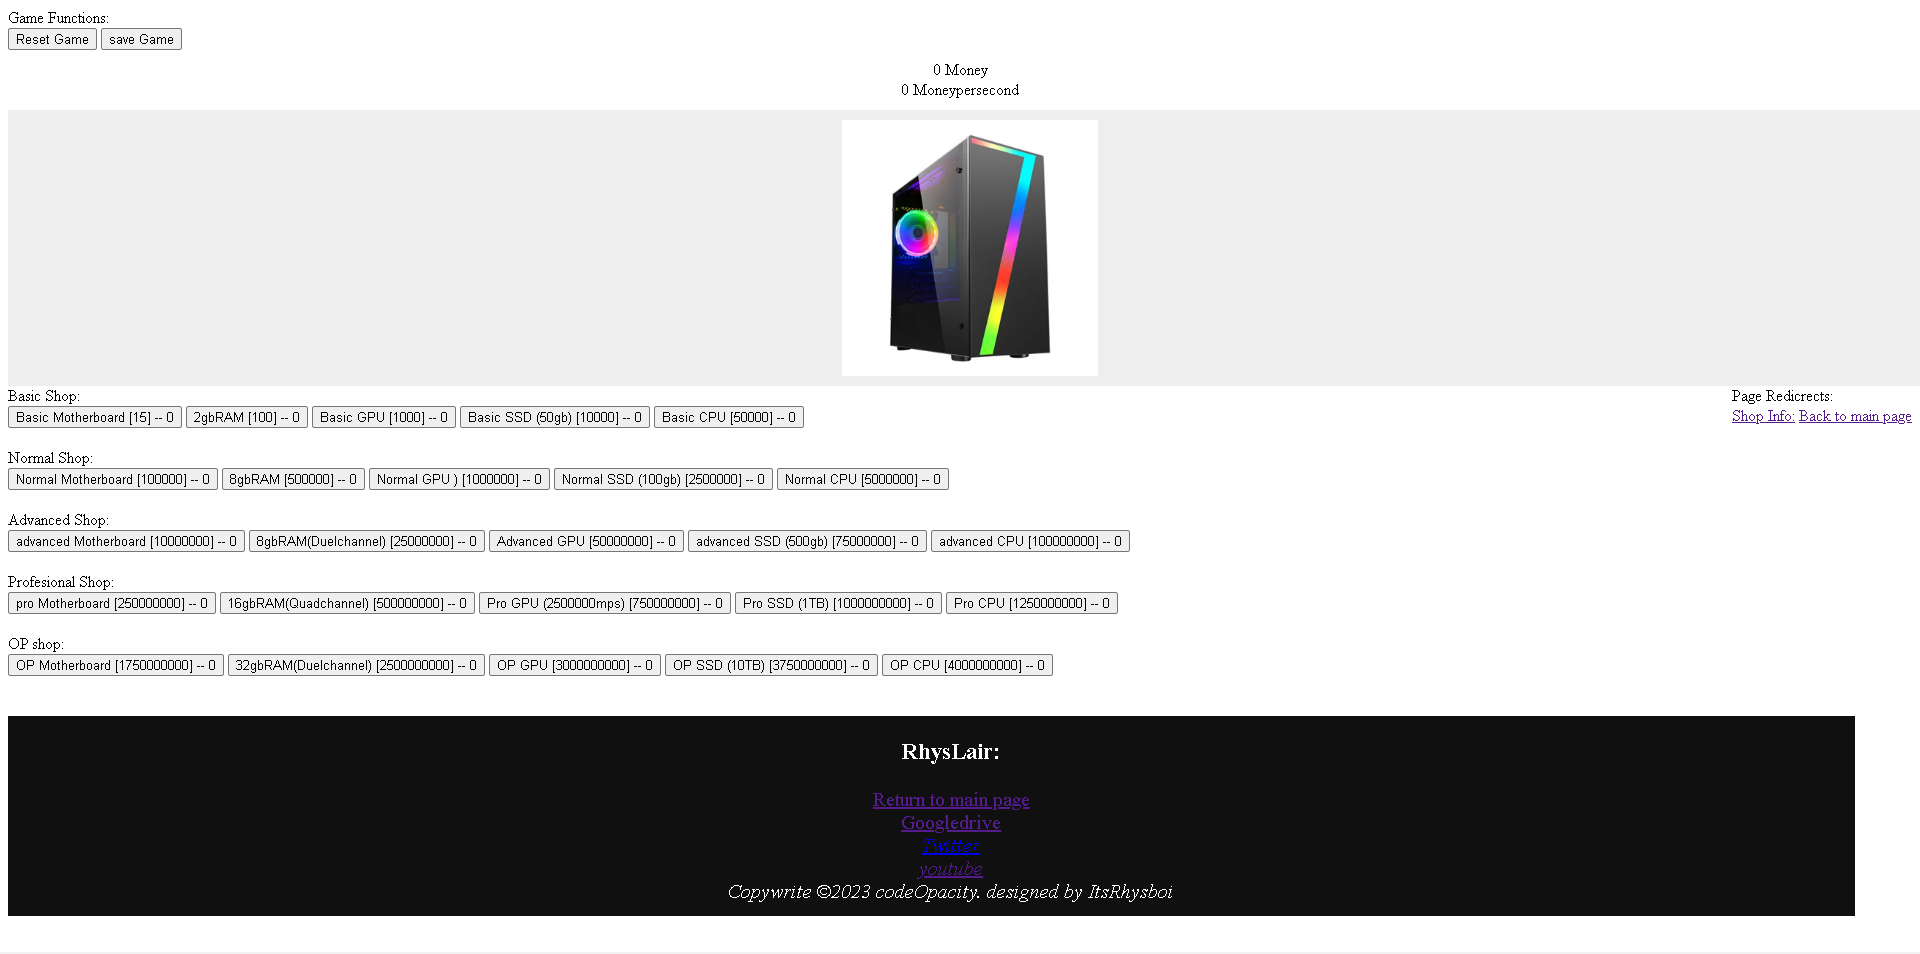 Game Functions:
Reset Game save Game
0 Money
0 Moneypersecond
Basic Shop:
Basic Motherboard [15] -- 0 2gbRAM [100] -- 0 Basic GPU [1000] -- 0 Basic SSD (50gb) [10000] -- 0 Basic CPU [50000] -- 0
Page Redicrects:
Shop Info: Back to main page
Normal Shop:
Normal Motherboard [100000] -- 0 8gbRAM [500000] -- 0 Normal GPU ) [1000000] -- 0 Normal SSD (100gb) [2500000] -- 0 Normal CPU [5000000] -- 0
Advanced Shop:
advanced Motherboard [10000000] -- 0 8gbRAM(Duelchannel) [25000000] -- 0 Advanced GPU [50000000] -- 0 advanced SSD (500gb) [75000000] -- 0 advanced CPU [100000000] -- 0
Profesional Shop:
pro Motherboard [250000000] -- 0 16gbRAM(Quadchannel) [500000000] -- 0 Pro GPU (2500000mps) [750000000] -- 0 Pro SSD (1TB) [1000000000] -- 0 Pro CPU [1250000000] -- 0
OP shop:
OP Motherboard [1750000000] -- 0 32gbRAM(Duelchannel) [2500000000] -- 0 OP GPU [3000000000] -- 0 OP SSD (10TB) [3750000000] -- 0 OP CPU [4000000000] -- 0
RhysLair:
Return to main page
Googledrive
Twitter
youtube
Copywrite ©2023 codeOpacity. designed by ItsRhysboi